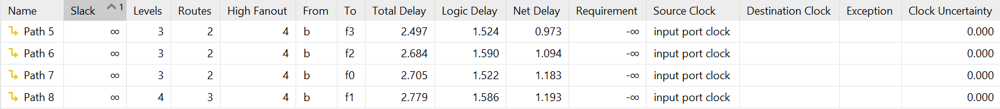 Name Slack 1 Levels Routes High Fanout From To Total Delay Logic Delay Net Delay Requirement Source Clock Destination Clock Exception Clock Uncertainty
Path 5 ∞ 3 2 4 b f3 2.497 1.524 0.973 -∞ input port clock 0.000
Path 6 ∞ 3 2 4 b f2 2.684 1.590 1.094 -∞ input port clock 0.000
Path 7 ∞ 3 2 4 b f0 2.705 1.522 1.183 -∞ input port clock 0.000
Path 8 ∞ 4 3 4 b f1 2.779 1.586 1.193 -∞ input port clock 0.000